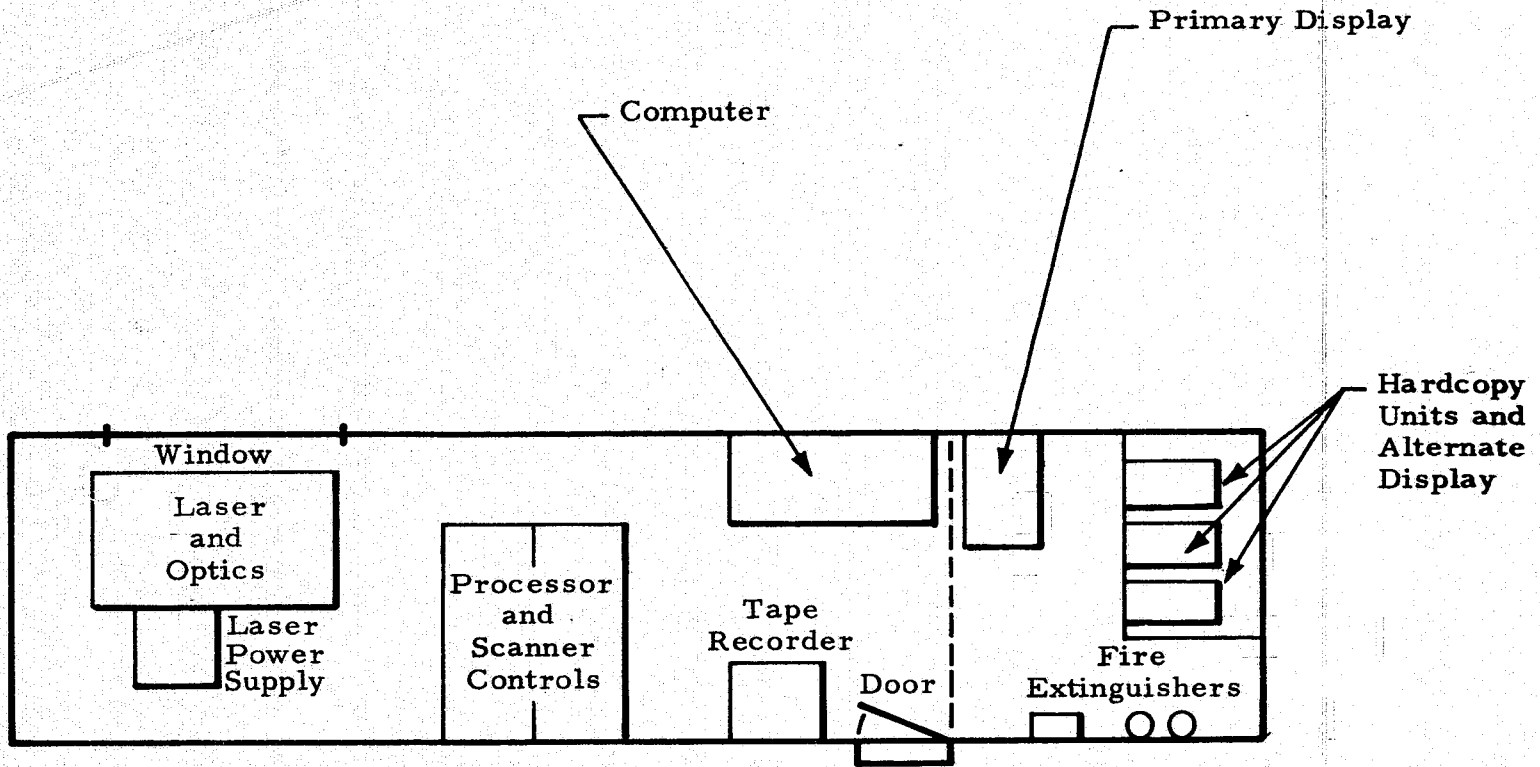 Primary Display
Computer
Hardcopy
Units and
Alternate
Display
Window
Laser
and
Optics
Laser
Power
Supply
Processor
and
Scanner
Controls
Tape
Recorder
Door
Fire
Extinguishers